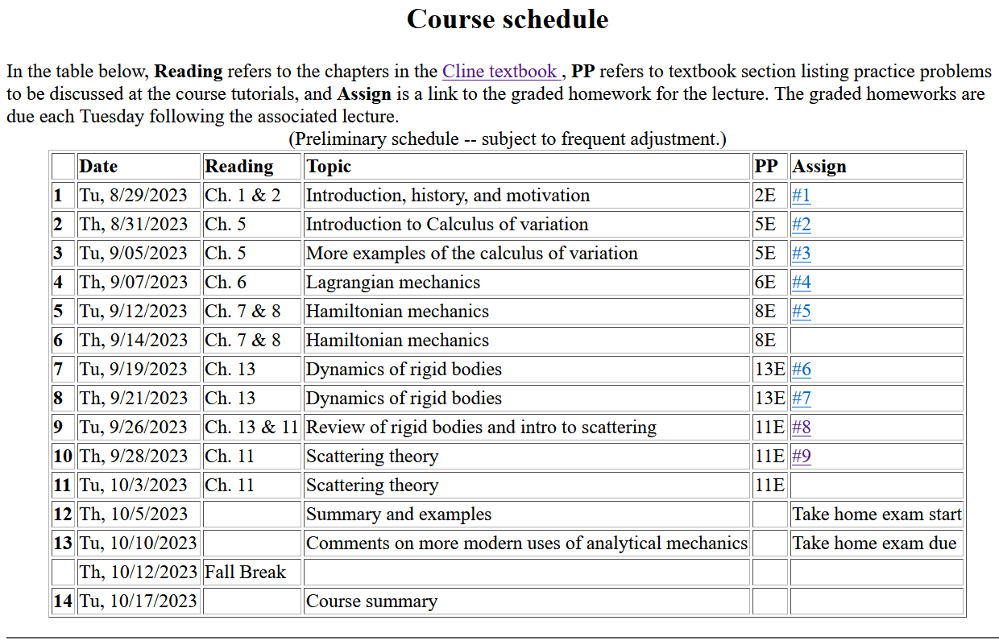 Course schedule
In the table below, Reading refers to the chapters in the Cline textbook , PP refers to textbook section listing practice problems
to be discussed at the course tutorials, and Assign is a link to the graded homework for the lecture. The graded homeworks are
due each Tuesday following the associated lecture.
(Preliminary schedule -- subject to frequent adjustment.)
Date Reading Topic PP Assign
1 Tu, 8/29/2023 Ch. 1 & 2 Introduction, history, and motivation 2E #1
2 Th, 8/31/2023 Ch. 5 Introduction to Calculus of variation 5E #2
3 Tu, 9/05/2023 Ch. 5 More examples of the calculus of variation 5E #3
4 Th, 9/07/2023 Ch. 6 Lagrangian mechanics 6E #4
5 Tu, 9/12/2023 Ch. 7 & 8 Hamiltonian mechanics 8E #5
6 Th, 9/14/2023 Ch. 7 & 8 Hamiltonian mechanics 8E
7 Tu, 9/19/2023 Ch. 13 Dynamics of rigid bodies 13E #6
8 Th, 9/21/2023 Ch. 13 Dynamics of rigid bodies 13E #7
9 Tu, 9/26/2023 Ch. 13 & 11 Review of rigid bodies and intro to scattering 11E #8
10 Th, 9/28/2023 Ch. 11 Scattering theory 11E #9
11 Tu, 10/3/2023 Ch. 11 Scattering theory 11E
12 Th, 10/5/2023 Summary and examples Take home exam start
13 Tu, 10/10/2023 Comments on more modern uses of analytical mechanics Take home exam due
Th, 10/12/2023 Fall Break
14 Tu, 10/17/2023 Course summary